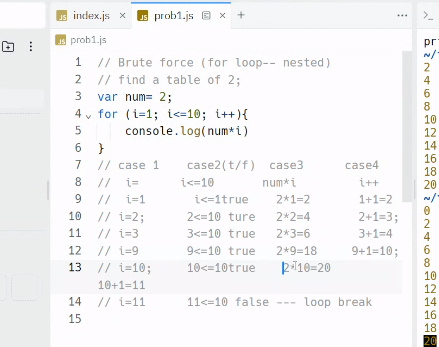 index.js
prob1.js
prob1.js
1 // Brute force (for loop-- nested)
2 // find a table of 2;
3 var num= 2;
4 for (i=1; i<=10; i++){
5 console.log(num*i)
6 }
7 // case 1 case2(t/f) case3 case4
8 // i= i<=10 num*i i++
9 // i=1 i<=1true 2*1=2 1+1=2
10 // i=2; 2<=10 ture 2*2=4 2+1=3;
11 // i=3 3<=10 true 2*3=6 3+1=4
12 // i=9 9<=10 true 2*9=18 9+1=10;
13 // i=10; 10<=10true 2*10=20
10+1=11
14 // i=11 11<=10 false --- loop break
15
2
4
6
8
10
12
14
16
18
20
~/
0
2
4
6
8
10
12
14
16
18
20